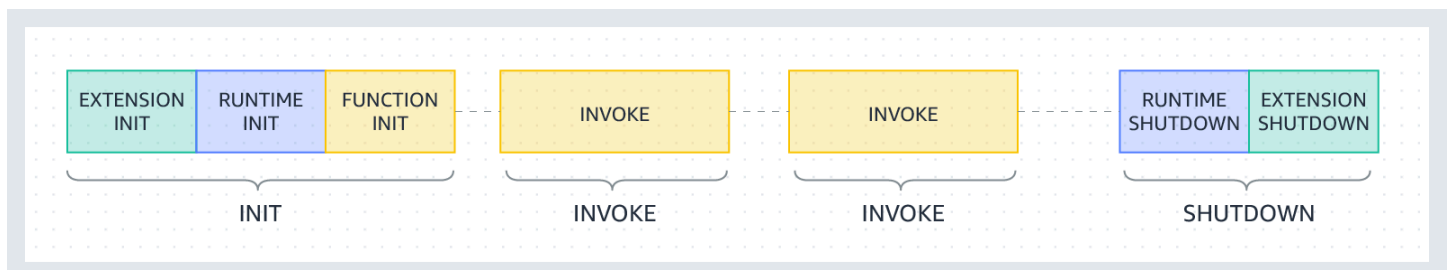 EXTENSION
INIT
RUNTIME
INIT
FUNCTION
INIT
INVOKE
INVOKE
RUNTIME
SHUTDOWN
EXTENSION
SHUTDOWN
INIT
INVOKE
INVOKE
SHUTDOWN